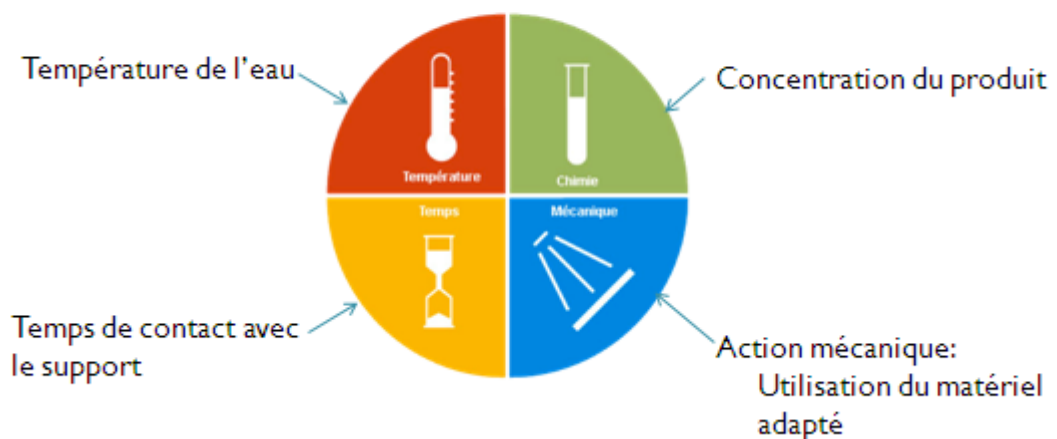 Température de l'eau
Concentration du produit
Température
Chimie
Temps
Mécanique
Temps de contact avec
le support
Action mécanique:
Utilisation du matériel
adapté